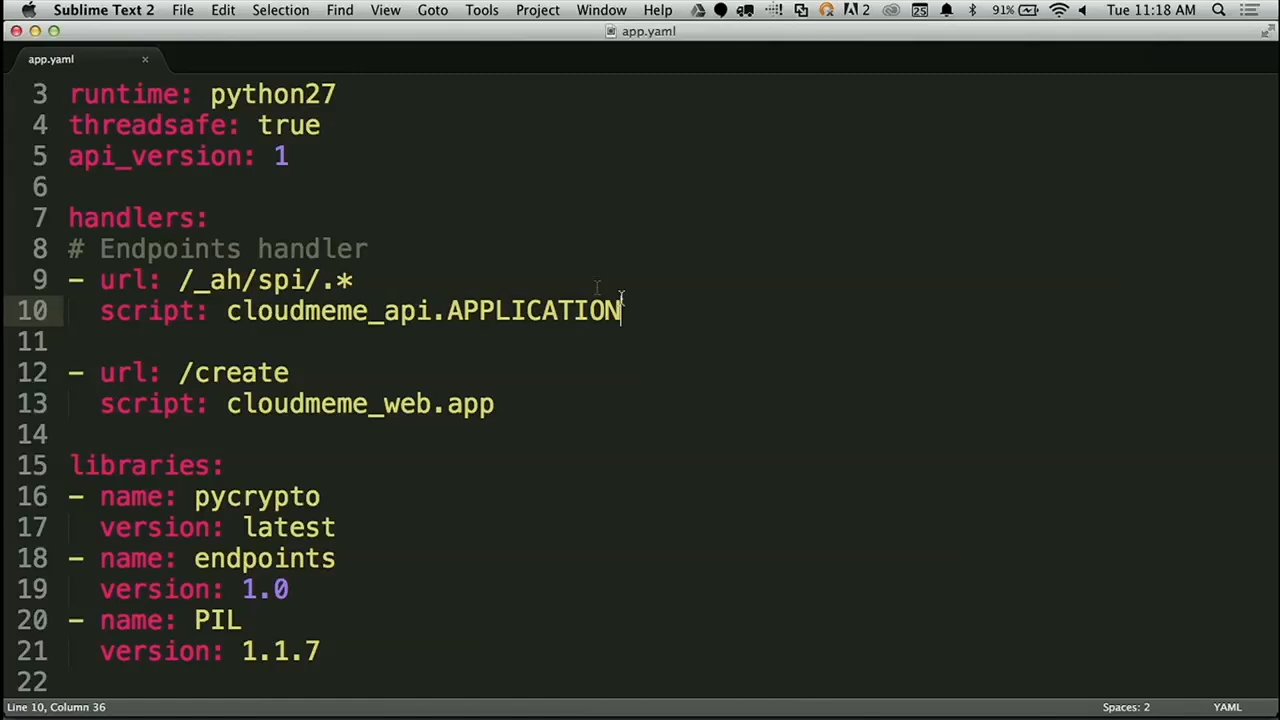 Sublime Text 2 File Edit Selection Find View Goto Tools Project Window Help 2 25 91% Tue 11:18 AM
app.yaml
app.yaml ×
3 runtime: python27
4 threadsafe: true
5 api_version: 1
6
7 handlers:
8 # Endpoints handler
9 - url: /_ah/spi/.*
10 script: cloudmeme_api.APPLICATION
11
12 - url: /create
13 script: cloudmeme_web.app
14
15 libraries:
16 - name: pycrypto
17 version: latest
18 - name: endpoints
19 version: 1.0
20 - name: PIL
21 version: 1.1.7
22
Line 10, Column 36 Spaces: 2 YAML